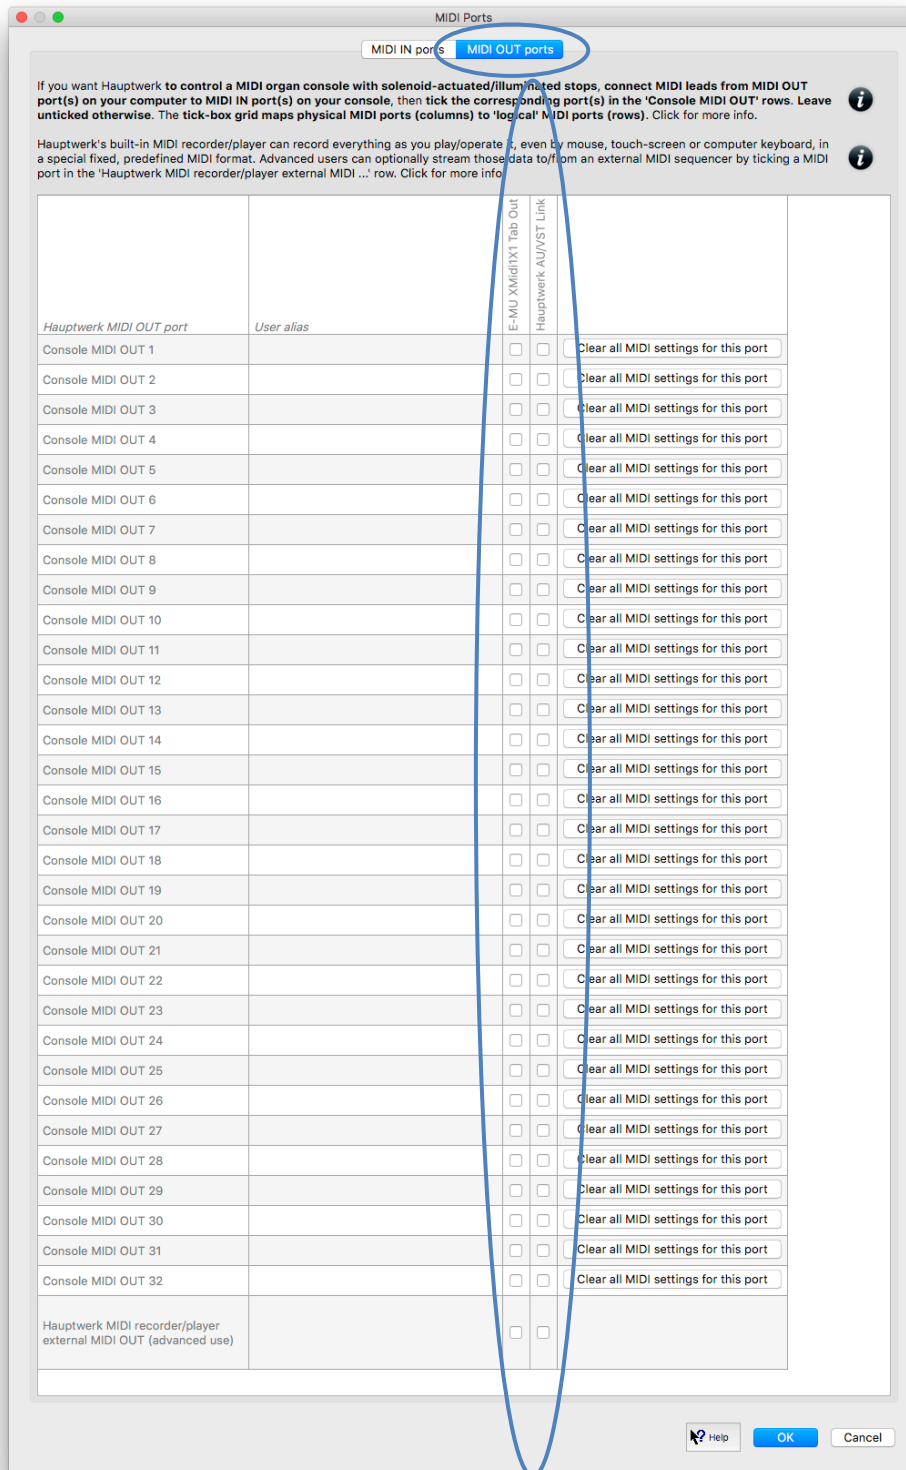 MIDI Ports
MIDI IN ports MIDI OUT ports
If you want Hauptwerk to control a MIDI organ console with solenoid-actuated/illuminated stops, connect MIDI leads from MIDI OUT
port(s) on your computer to MIDI IN port(s) on your console, then tick the corresponding port(s) in the 'Console MIDI OUT' rows. Leave
unticked otherwise. The tick-box grid maps physical MIDI ports (columns) to 'logical' MIDI ports (rows). Click for more info.
Hauptwerk's built-in MIDI recorder/player can record everything as you play/operate it, even by mouse, touch-screen or computer keyboard, in
a special fixed, predefined MIDI format. Advanced users can optionally stream those data to/from an external MIDI sequencer by ticking a MIDI
port in the 'Hauptwerk MIDI recorder/player external MIDI ...' row. Click for more info.
Hauptwerk MIDI OUT port User alias E-MU XMidi1X1 Tab Out Hauptwerk AU/VST Link
Console MIDI OUT 1 Clear all MIDI settings for this port
Console MIDI OUT 2 Clear all MIDI settings for this port
Console MIDI OUT 3 Clear all MIDI settings for this port
Console MIDI OUT 4 Clear all MIDI settings for this port
Console MIDI OUT 5 Clear all MIDI settings for this port
Console MIDI OUT 6 Clear all MIDI settings for this port
Console MIDI OUT 7 Clear all MIDI settings for this port
Console MIDI OUT 8 Clear all MIDI settings for this port
Console MIDI OUT 9 Clear all MIDI settings for this port
Console MIDI OUT 10 Clear all MIDI settings for this port
Console MIDI OUT 11 Clear all MIDI settings for this port
Console MIDI OUT 12 Clear all MIDI settings for this port
Console MIDI OUT 13 Clear all MIDI settings for this port
Console MIDI OUT 14 Clear all MIDI settings for this port
Console MIDI OUT 15 Clear all MIDI settings for this port
Console MIDI OUT 16 Clear all MIDI settings for this port
Console MIDI OUT 17 Clear all MIDI settings for this port
Console MIDI OUT 18 Clear all MIDI settings for this port
Console MIDI OUT 19 Clear all MIDI settings for this port
Console MIDI OUT 20 Clear all MIDI settings for this port
Console MIDI OUT 21 Clear all MIDI settings for this port
Console MIDI OUT 22 Clear all MIDI settings for this port
Console MIDI OUT 23 Clear all MIDI settings for this port
Console MIDI OUT 24 Clear all MIDI settings for this port
Console MIDI OUT 25 Clear all MIDI settings for this port
Console MIDI OUT 26 Clear all MIDI settings for this port
Console MIDI OUT 27 Clear all MIDI settings for this port
Console MIDI OUT 28 Clear all MIDI settings for this port
Console MIDI OUT 29 Clear all MIDI settings for this port
Console MIDI OUT 30 Clear all MIDI settings for this port
Console MIDI OUT 31 Clear all MIDI settings for this port
Console MIDI OUT 32 Clear all MIDI settings for this port
Hauptwerk MIDI recorder/player
external MIDI OUT (advanced use)
Help OK Cancel